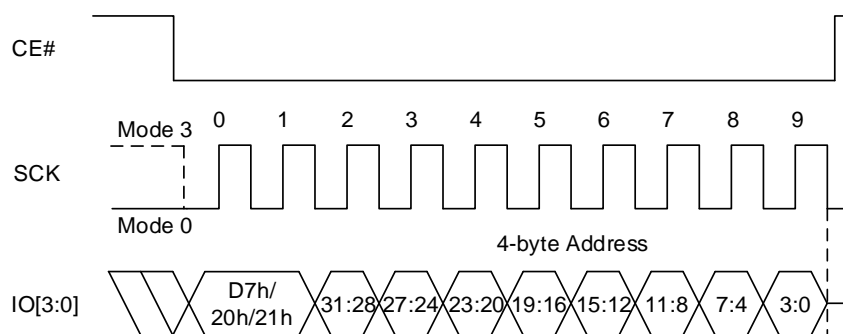 CE#
Mode 3
0 1 2 3 4 5 6 7 8 9
SCK
Mode 0
4-byte Address
IO[3:0]
D7h/
20h/21h
31:28 27:24 23:20 19:16 15:12 11:8 7:4 3:0